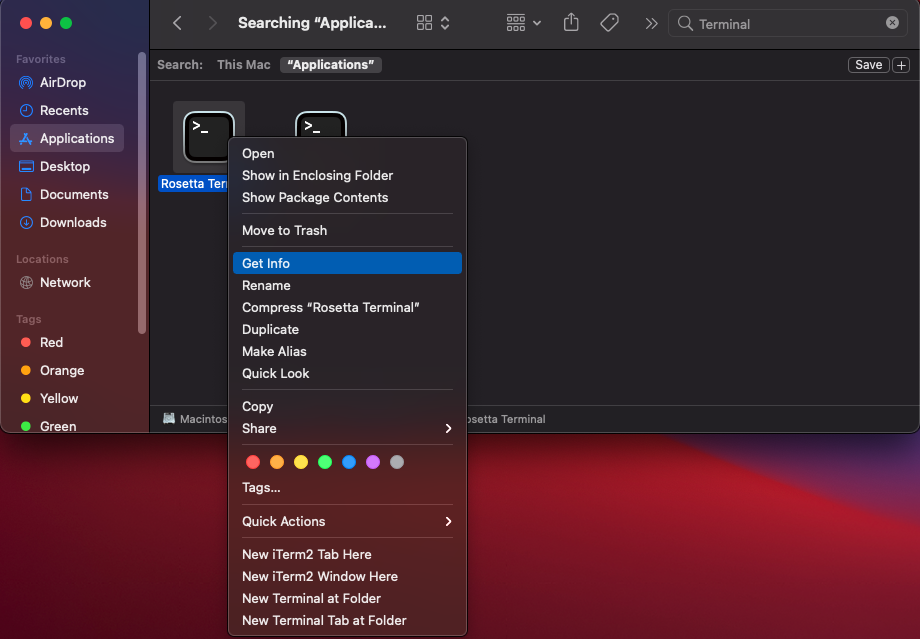 Searching “Applica...
Terminal
Favorites
AirDrop
Recents
Applications
Desktop
Documents
Downloads
Locations
Network
Tags
Red
Orange
Yellow
Green
Search: This Mac “Applications” Save +
>_
>_
Rosetta Ter
Open
Show in Enclosing Folder
Show Package Contents
Move to Trash
Get Info
Rename
Compress “Rosetta Terminal”
Duplicate
Make Alias
Quick Look
Copy
Share
Tags...
Quick Actions
New iTerm2 Tab Here
New iTerm2 Window Here
New Terminal at Folder
New Terminal Tab at Folder
Macintos
osetta Terminal